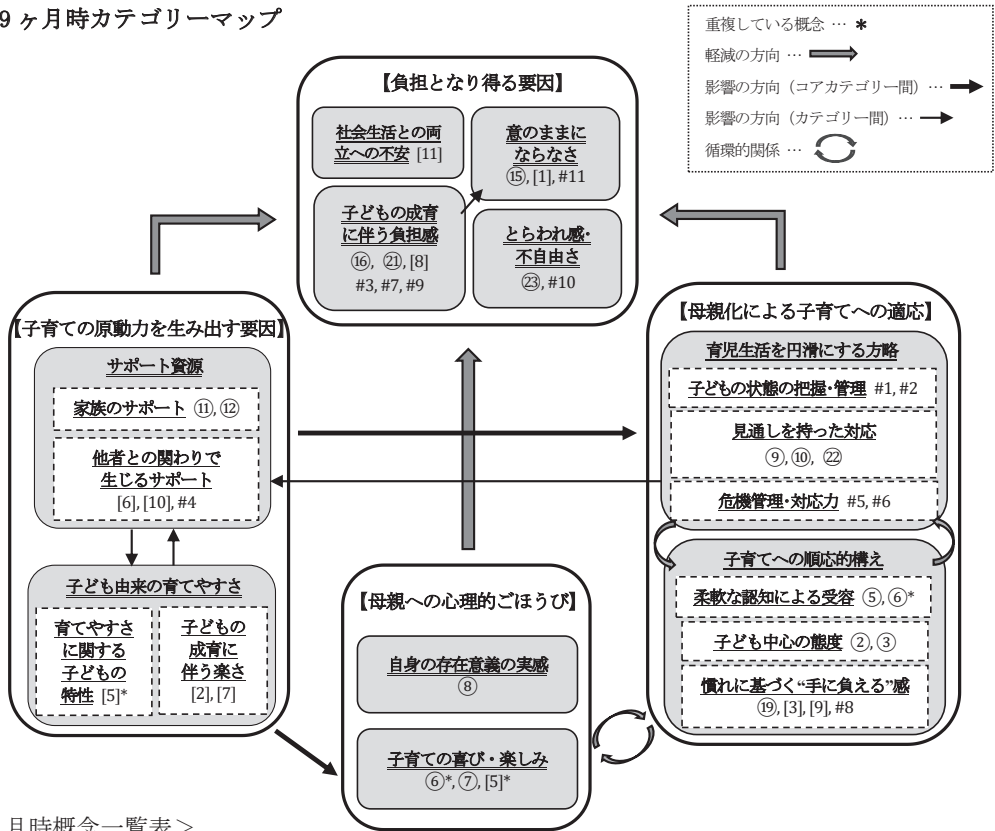 9 ヶ月時カテゴリーマップ
重複している概念 … *
軽減の方向 …
影響の方向（コアカテゴリー間）…
影響の方向（カテゴリー間）…
循環的関係 …
【負担となり得る要因】
社会生活との両
立への不安 [11]
意のままに
ならなさ
⑮, [1], #11
子どもの成育
に伴う負担感
⑯, ㉑, [8]
#3, #7, #9
とらわれ感・
不自由さ
㉓, #10
【子育ての原動力を生み出す要因】
サポート資源
家族のサポート ⑪, ⑫
他者との関わりで
生じるサポート
[6], [10], #4
子ども由来の育てやすさ
育てやすさ
に関する
子どもの
特性 [5]*
子どもの
成育に
伴う楽さ
[2], [7]
【母親への心理的ごほうび】
自身の存在意義の実感
⑧
子育ての喜び・楽しみ
⑥*, ⑦, [5]*
【母親化による子育てへの適応】
育児生活を円滑にする方略
子どもの状態の把握・管理 #1, #2
見通しを持った対応
⑨, ⑩, ㉒
危機管理・対応力 #5, #6
子育てへの順応的構え
柔軟な認知による受容 ⑤, ⑥*
子ども中心の態度 ②, ③
慣れに基づく“手に負える”感
⑲, [3], [9], #8
月時概念一覧表＞